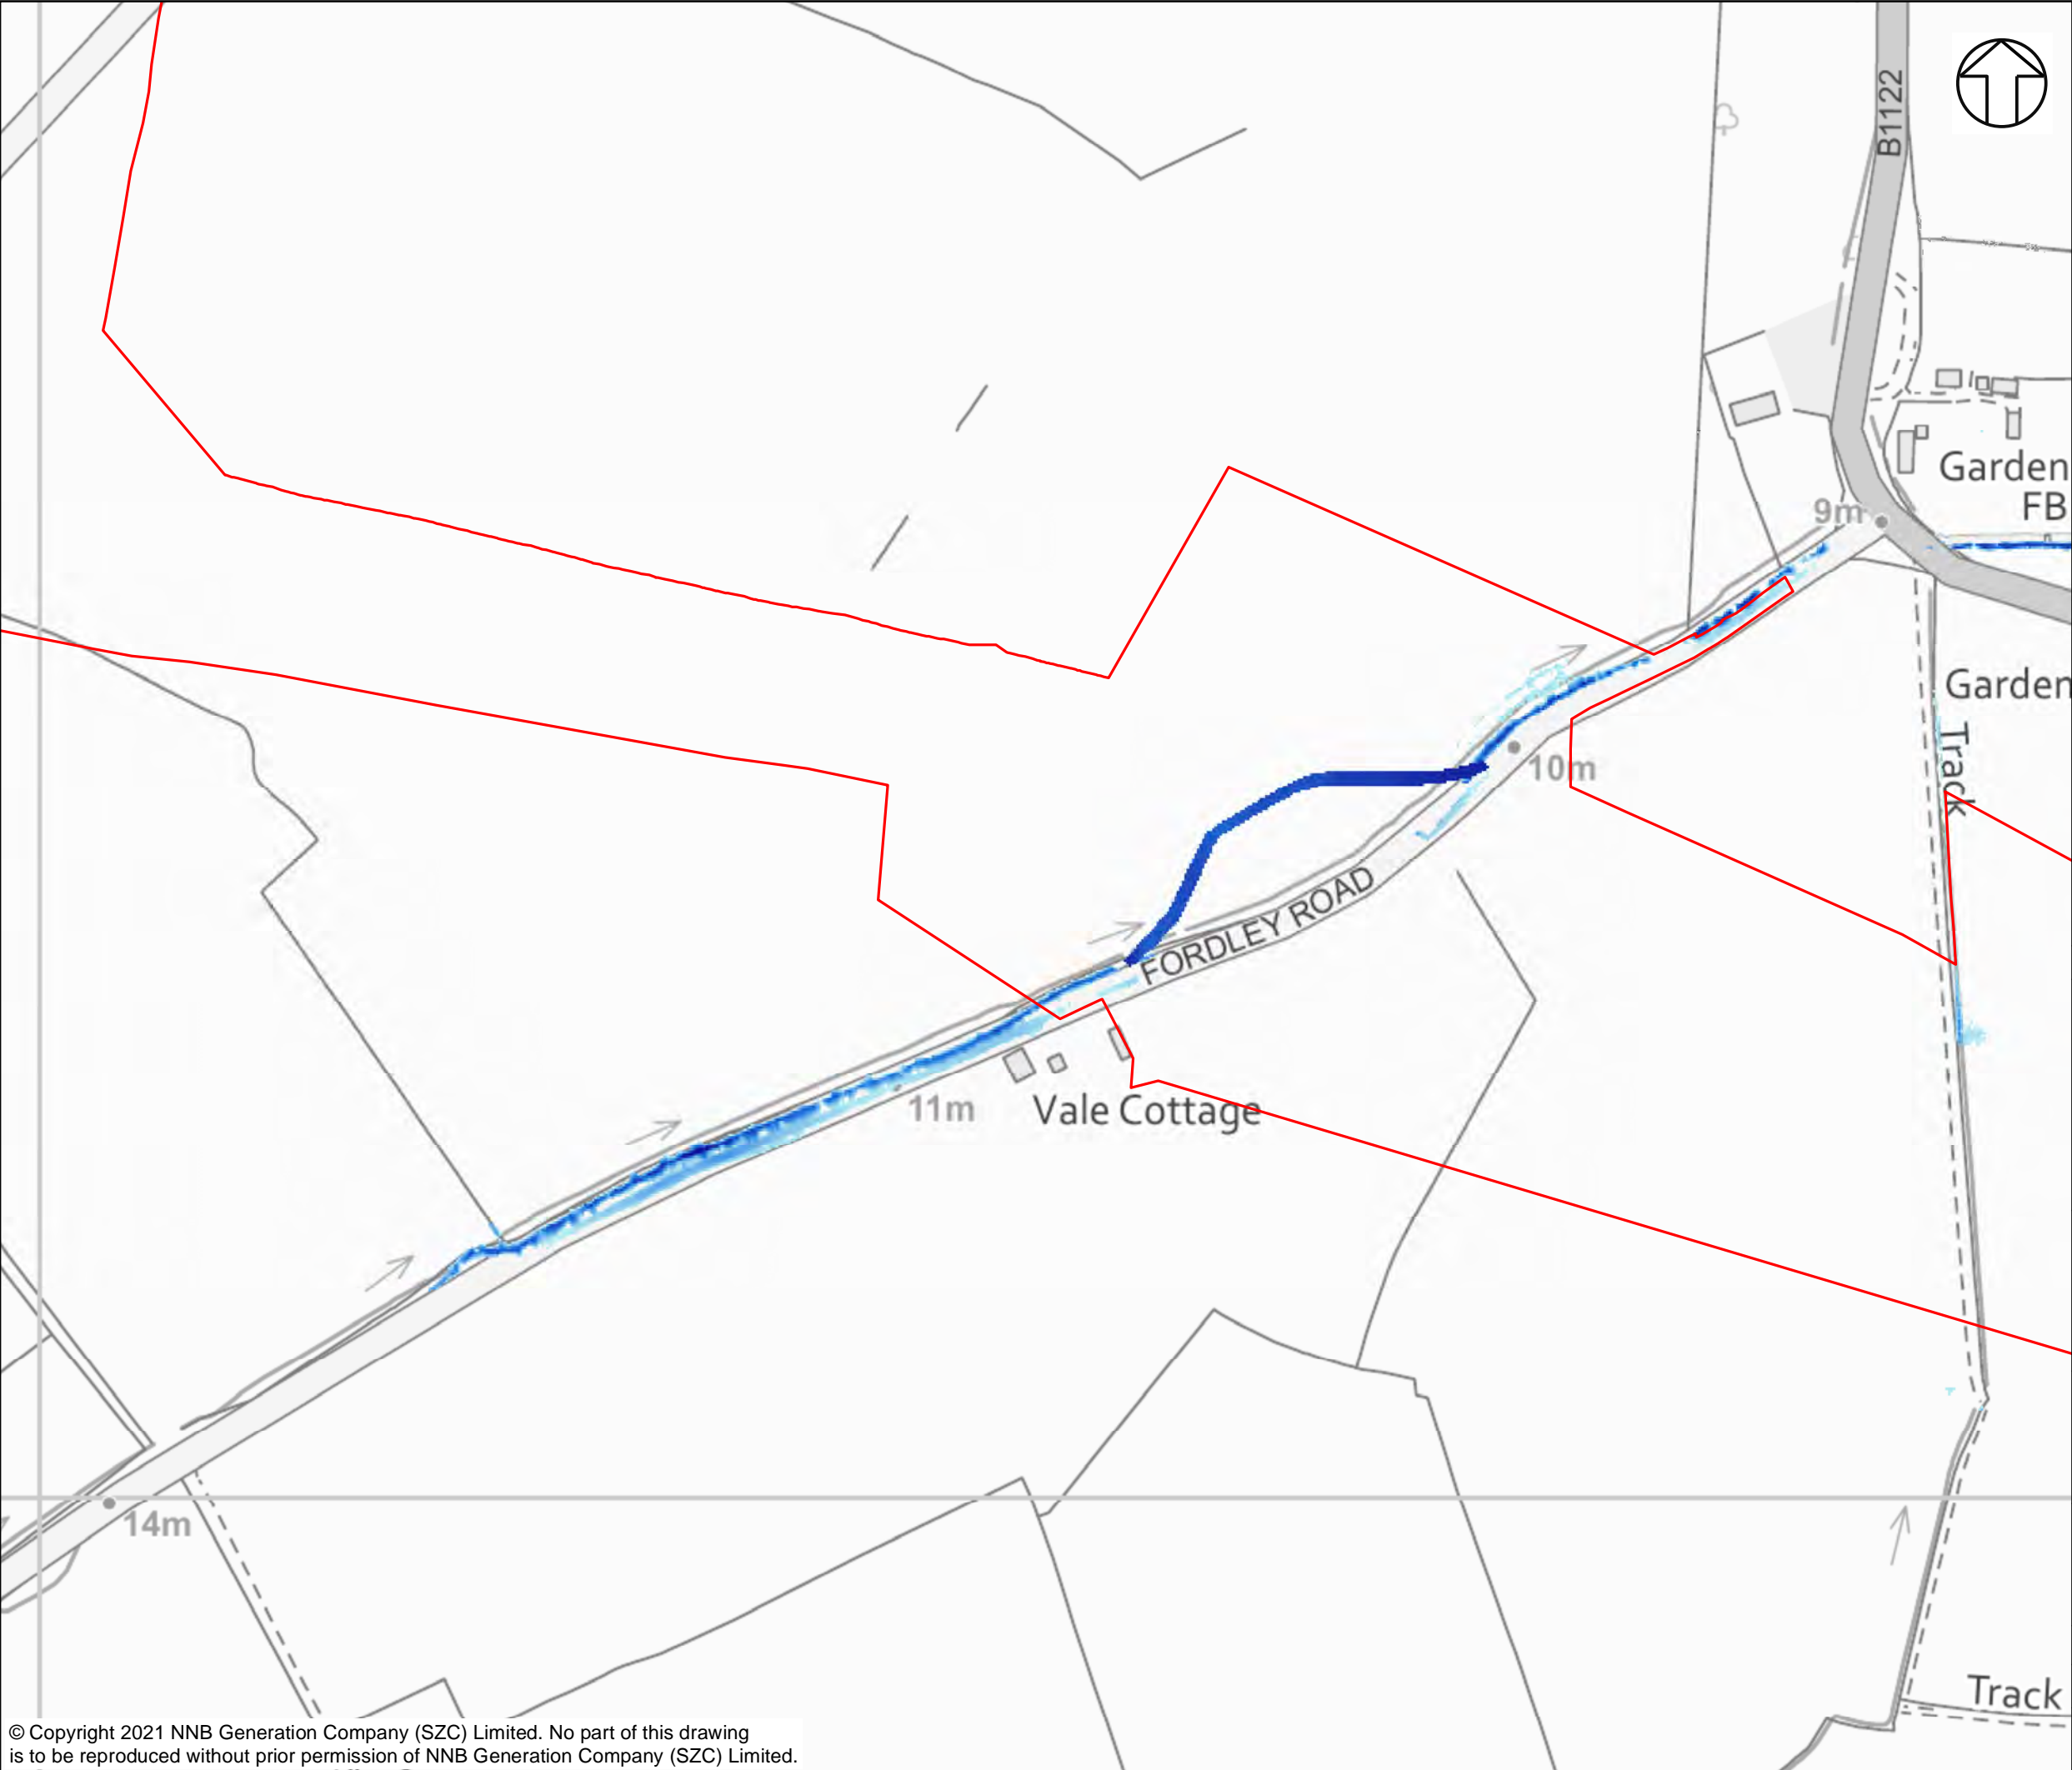 B1122
Garden
FB
9m
Garden
Track
10m
FORDLEY ROAD
11m
Vale Cottage
14m
Track
© Copyright 2021 NNB Generation Company (SZC) Limited. No part of this drawing
is to be reproduced without prior permission of NNB Generation Company (SZC) Limited.